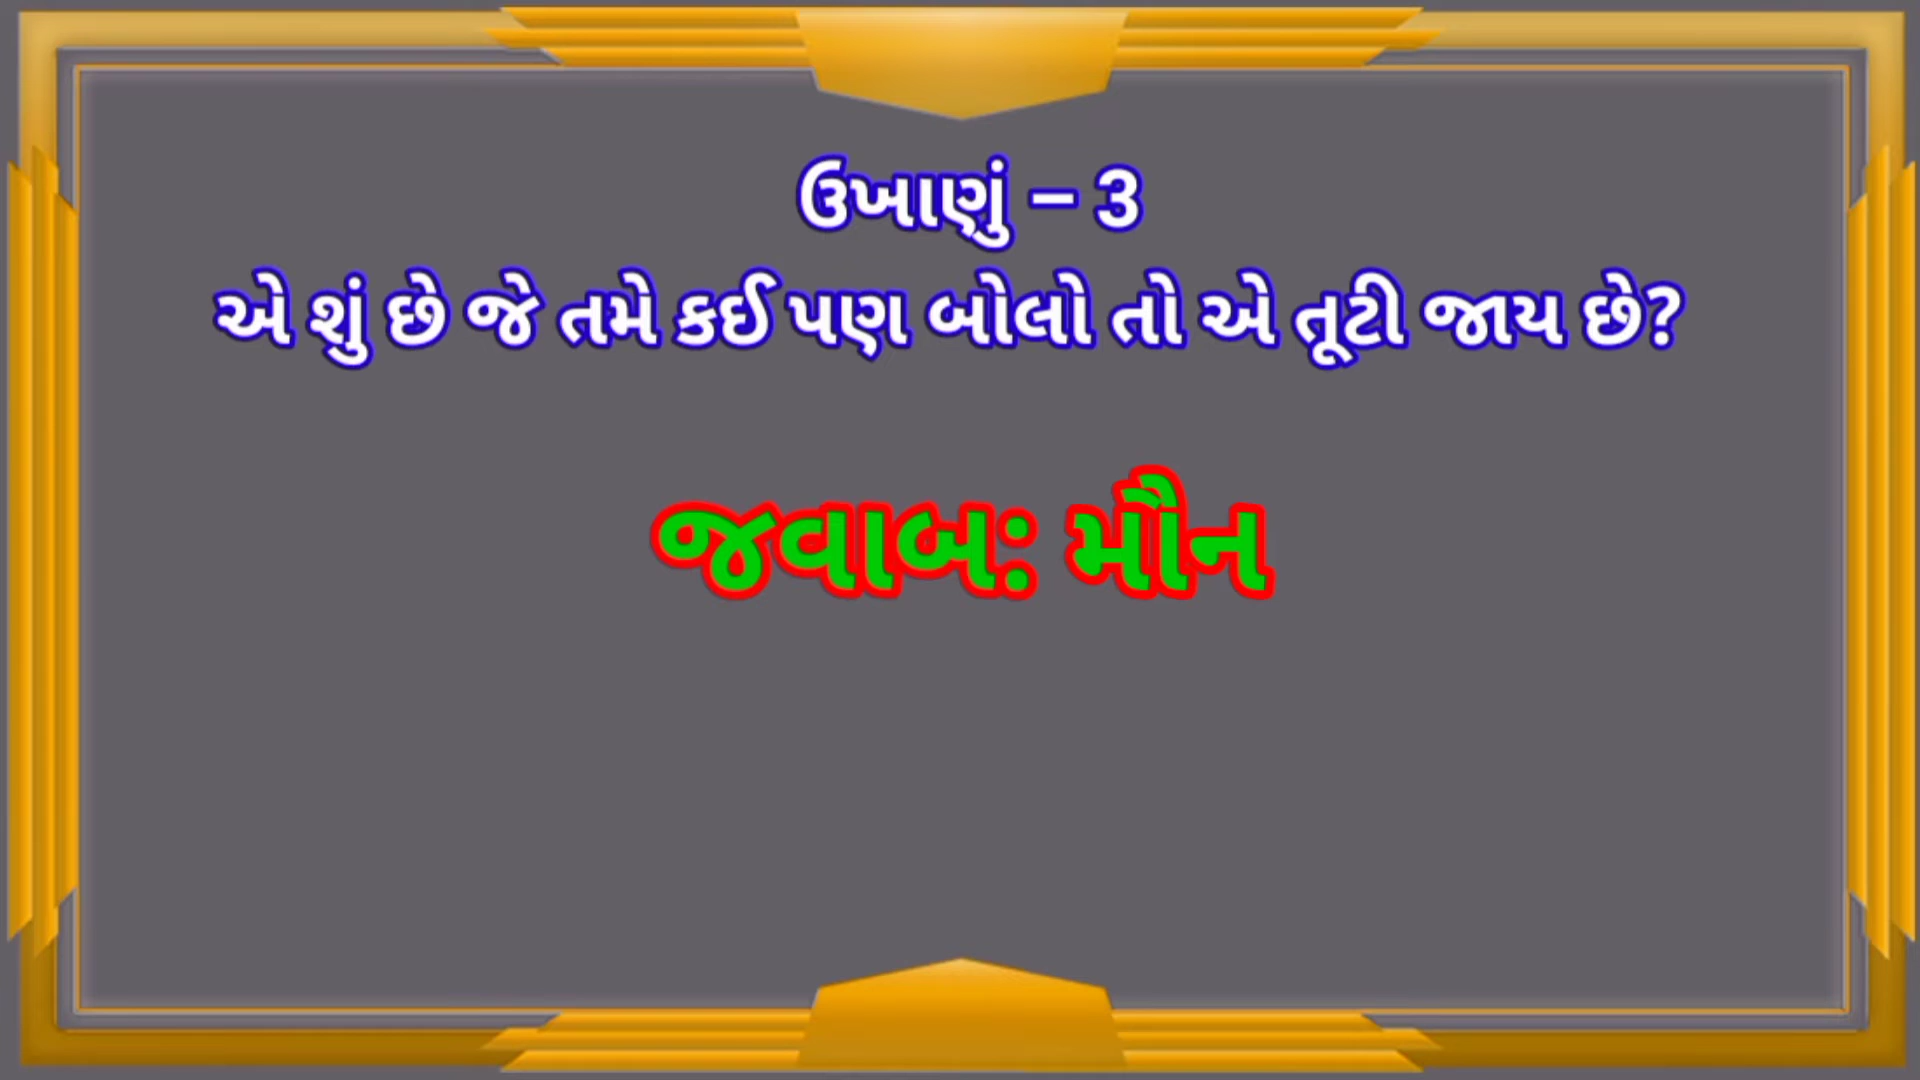 ઉખાણું – 3
એ શું છે જે તમે કઈ પણ બોલો તો એ તૂટી જાય છે?
જવાબ: મૌન